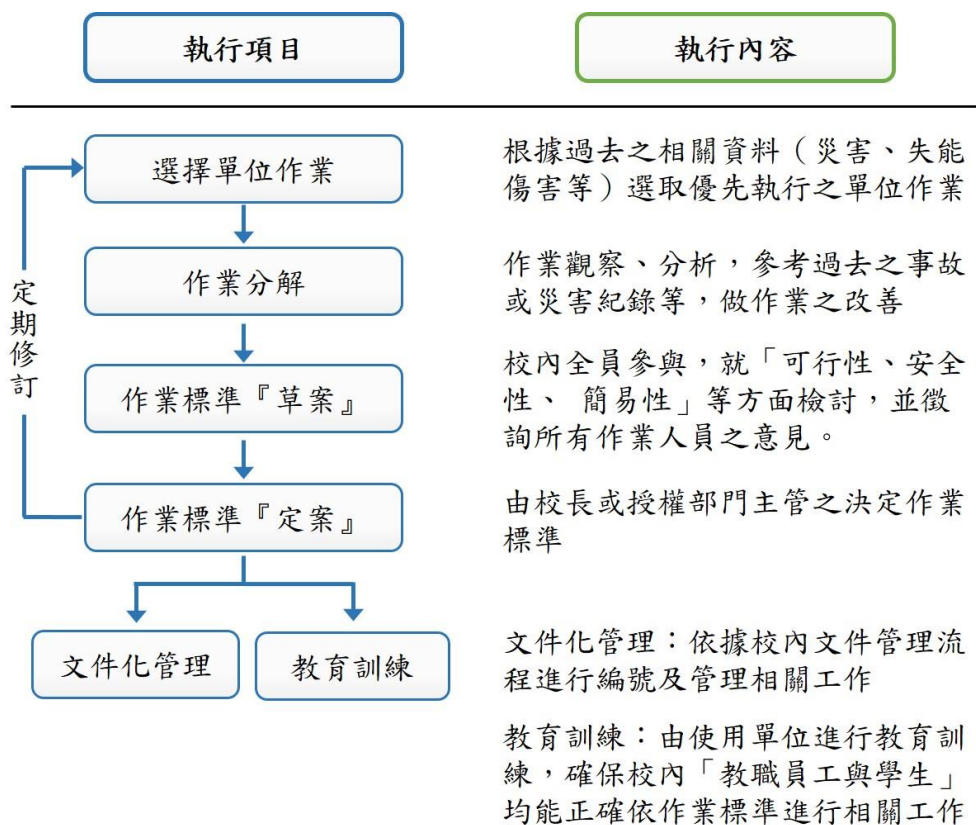 執行項目
執行內容
選擇單位作業
根據過去之相關資料（災害、失能
傷害等）選取優先執行之單位作業
作業分解
作業觀察、分析，參考過去之事故
或災害紀錄等，做作業之改善
定期修訂
作業標準『草案』
校內全員參與，就「可行性、安全
性、 簡易性」等方面檢討，並徵
詢所有作業人員之意見。
作業標準『定案』
由校長或授權部門主管之決定作業
標準
文件化管理
教育訓練
文件化管理：依據校內文件管理流
程進行編號及管理相關工作
教育訓練：由使用單位進行教育訓
練，確保校內「教職員工與學生」
均能正確依作業標準進行相關工作